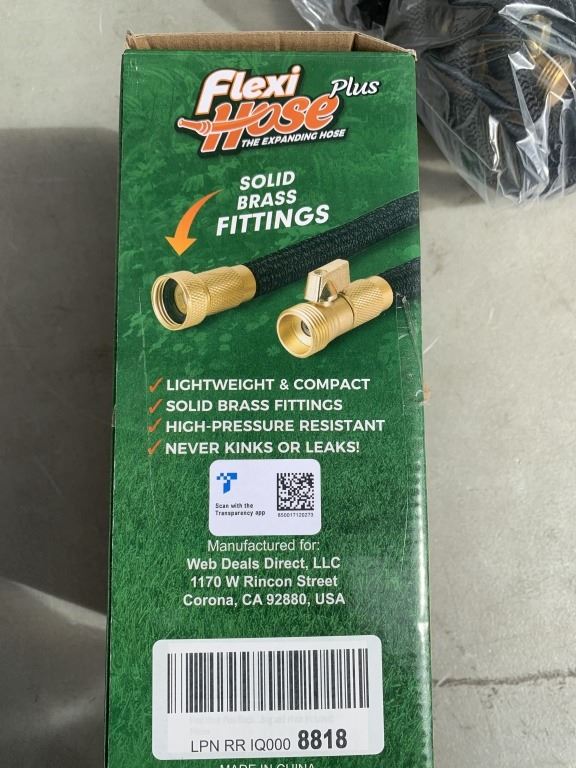 Flexi Plus
Hose
THE EXPANDING HOSE
SOLID
BRASS
FITTINGS
✓ LIGHTWEIGHT & COMPACT
✓ SOLID BRASS FITTINGS
✓ HIGH-PRESSURE RESISTANT
✓ NEVER KINKS OR LEAKS!
Scan with the
Transparency app
850017120273
Manufactured for:
Web Deals Direct, LLC
1170 W Rincon Street
Corona, CA 92880, USA
LPN RR IQ000 8818
MADE IN CHINA